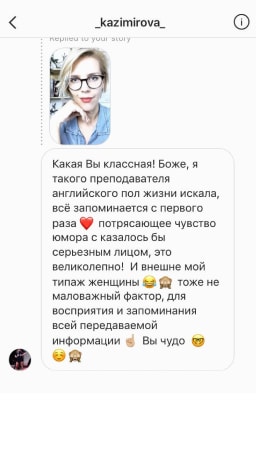 _kazimirova_
Replied to your story
Какая Вы классная! Боже, я
такого преподавателя
английского пол жизни искала,
всё запоминается с первого
раза ❤️ потрясающее чувство
юмора с казалось бы
серьезным лицом, это
великолепно! И внешне мой
типаж женщины 😂🙈 тоже не
маловажный фактор, для
восприятия и запоминания
всей передаваемой
информации ☝🏼 Вы чудо 🤓
☺️🙈